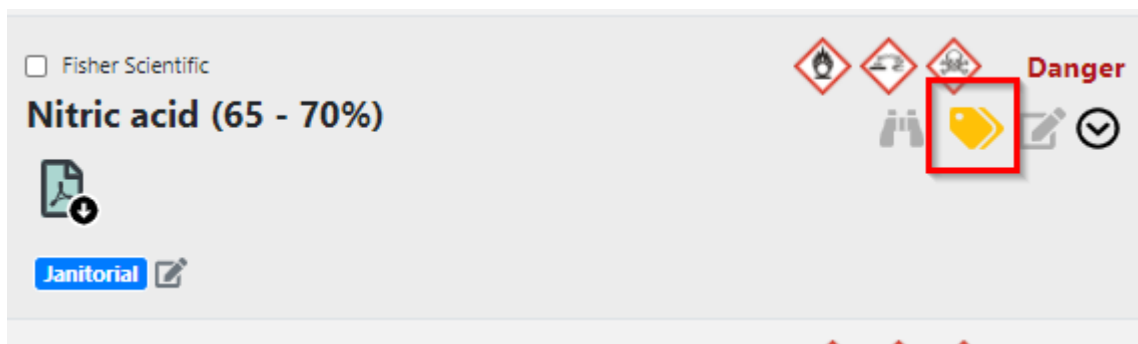 Fisher Scientific
Danger
Nitric acid (65 - 70%)
Janitorial